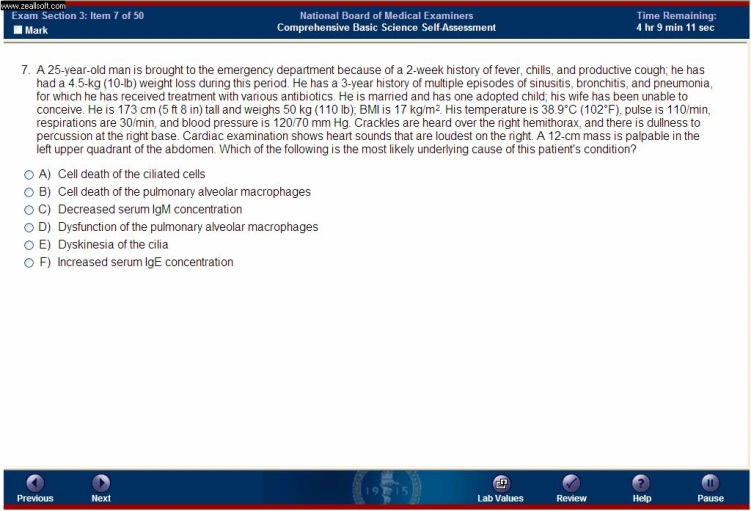 www.zeallsoft.com
Exam Section 3: Item 7 of 50
National Board of Medical Examiners
Time Remaining:
Mark
Comprehensive Basic Science Self-Assessment
4 hr 9 min 11 sec
7. A 25-year-old man is brought to the emergency department because of a 2-week history of fever, chills, and productive cough; he has
had a 4.5-kg (10-lb) weight loss during this period. He has a 3-year history of multiple episodes of sinusitis, bronchitis, and pneumonia,
for which he has received treatment with various antibiotics. He is married and has one adopted child; his wife has been unable to
conceive. He is 173 cm (5 ft 8 in) tall and weighs 50 kg (110 lb); BMI is 17 kg/m². His temperature is 38.9°C (102°F), pulse is 110/min,
respirations are 30/min, and blood pressure is 120/70 mm Hg. Crackles are heard over the right hemithorax, and there is dullness to
percussion at the right base. Cardiac examination shows heart sounds that are loudest on the right. A 12-cm mass is palpable in the
left upper quadrant of the abdomen. Which of the following is the most likely underlying cause of this patient's condition?
A) Cell death of the ciliated cells
B) Cell death of the pulmonary alveolar macrophages
C) Decreased serum IgM concentration
D) Dysfunction of the pulmonary alveolar macrophages
E) Dyskinesia of the cilia
F) Increased serum IgE concentration
1915
Previous
Next
Lab Values
Review
Help
Pause